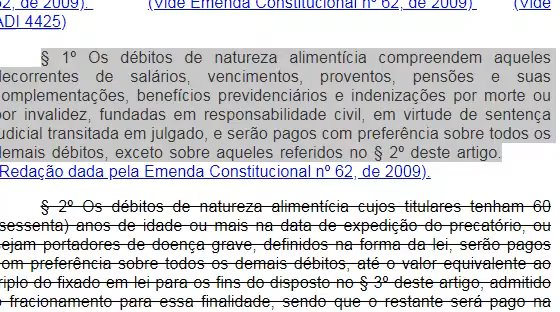 62, de 2009). (Vide Emenda Constitucional nº 62, de 2009) (Vide
ADI 4425)
§ 1º Os débitos de natureza alimentícia compreendem aqueles
decorrentes de salários, vencimentos, proventos, pensões e suas
complementações, benefícios previdenciários e indenizações por morte ou
por invalidez, fundadas em responsabilidade civil, em virtude de sentença
judicial transitada em julgado, e serão pagos com preferência sobre todos os
demais débitos, exceto sobre aqueles referidos no § 2º deste artigo.
(Redação dada pela Emenda Constitucional nº 62, de 2009).
§ 2º Os débitos de natureza alimentícia cujos titulares tenham 60
(sessenta) anos de idade ou mais na data de expedição do precatório, ou
sejam portadores de doença grave, definidos na forma da lei, serão pagos
com preferência sobre todos os demais débitos, até o valor equivalente ao
triplo do fixado em lei para os fins do disposto no § 3º deste artigo, admitido
o fracionamento para essa finalidade, sendo que o restante será pago na